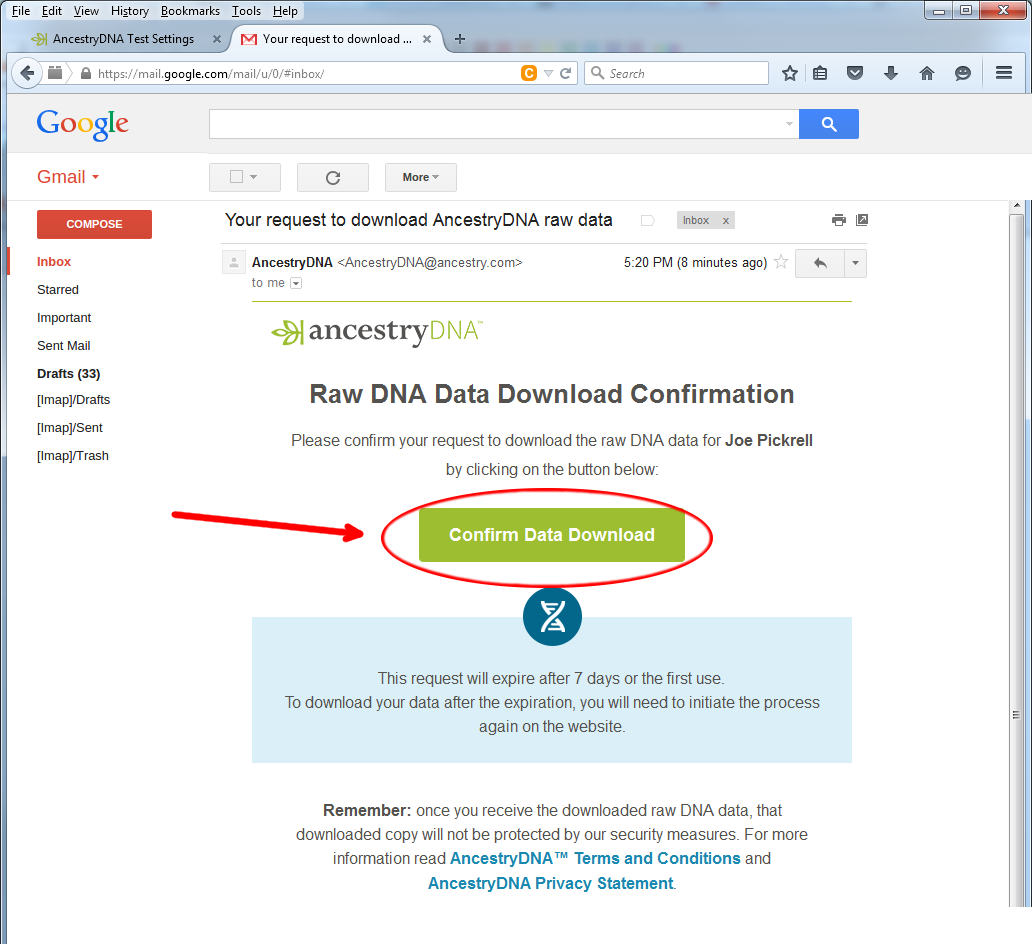 File Edit View History Bookmarks Tools Help
AncestryDNA Test Settings
Your request to download ...
https://mail.google.com/mail/u/0/#inbox/
C
Search
Google
Gmail
More
COMPOSE
Your request to download AncestryDNA raw data
Inbox x
Inbox
Starred
Important
Sent Mail
Drafts (33)
[Imap]/Drafts
[Imap]/Sent
[Imap]/Trash
AncestryDNA <AncestryDNA@ancestry.com>
5:20 PM (8 minutes ago)
to me
ancestryDNA™
Raw DNA Data Download Confirmation
Please confirm your request to download the raw DNA data for Joe Pickrell
by clicking on the button below:
Confirm Data Download
This request will expire after 7 days or the first use.
To download your data after the expiration, you will need to initiate the process
again on the website.
Remember: once you receive the downloaded raw DNA data, that
downloaded copy will not be protected by our security measures. For more
information read AncestryDNA™ Terms and Conditions and
AncestryDNA Privacy Statement.